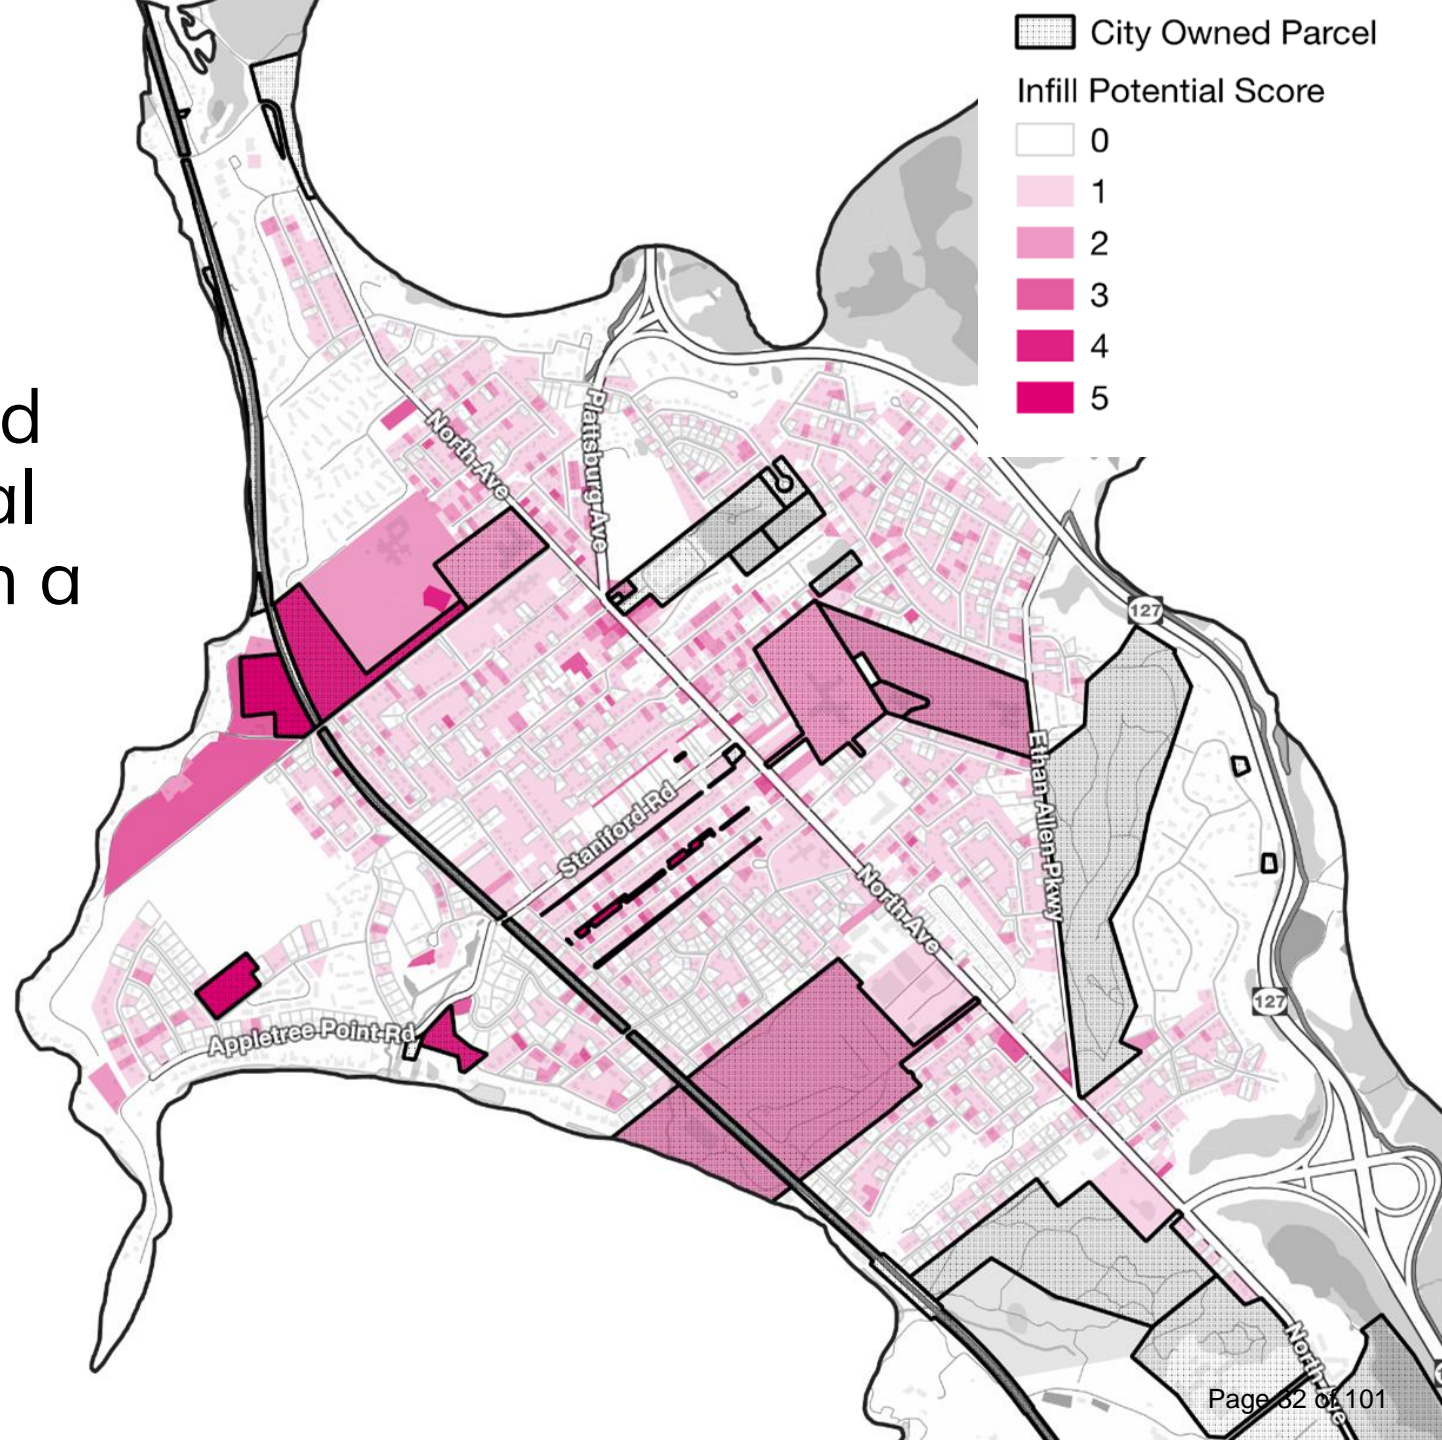 City Owned Parcel
Infill Potential Score
0
1
2
3
4
5
d
al
n a
North Ave
Plattsburg Ave
127
Ethan Allen Pkwy
Staniford Rd
North Ave
127
Appletree Point Rd
North Ave
Page 32 of 101